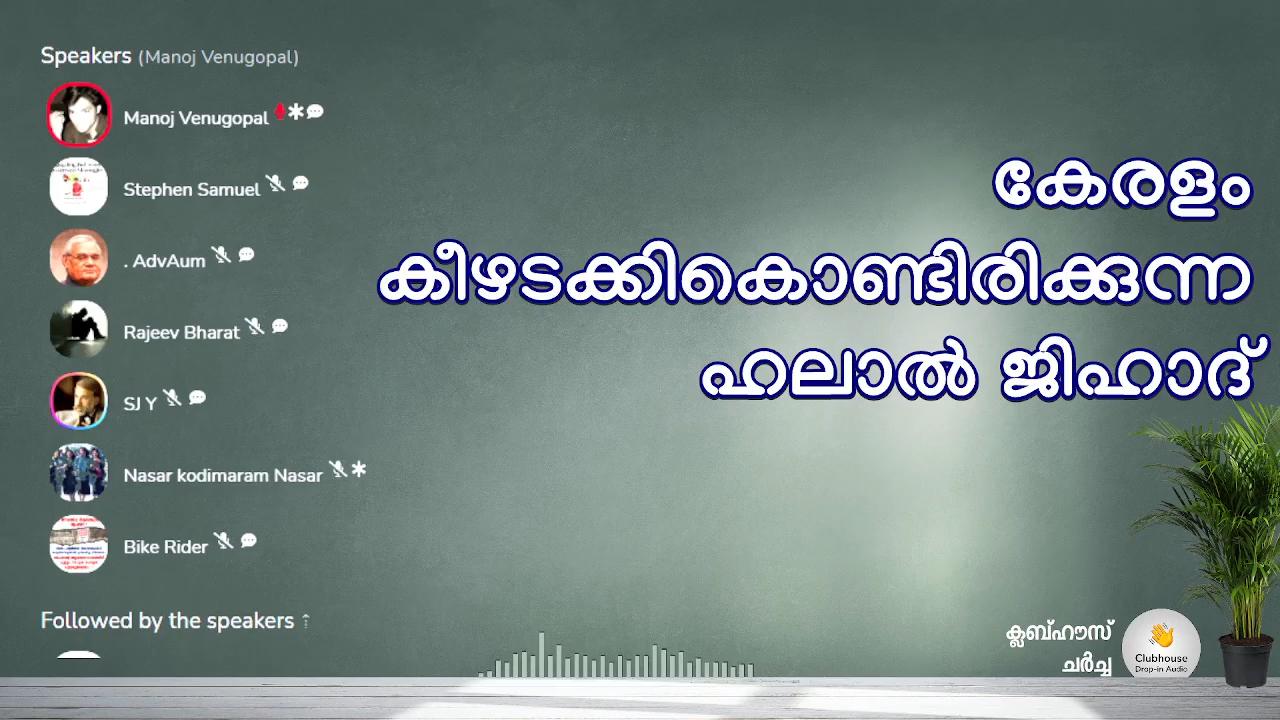 Speakers (Manoj Venugopal)
Manoj Venugopal
Stephen Samuel
. AdvAum
Rajeev Bharat
SJ Y
Nasar kodimaram Nasar
Bike Rider
Followed by the speakers ↑
കേരളം
കീഴടക്കികൊണ്ടിരിക്കുന്ന
ഹലാൽ ജിഹാദ്
ക്ലബ്ഹൗസ്
ചർച്ച
Clubhouse
Drop-in Audio